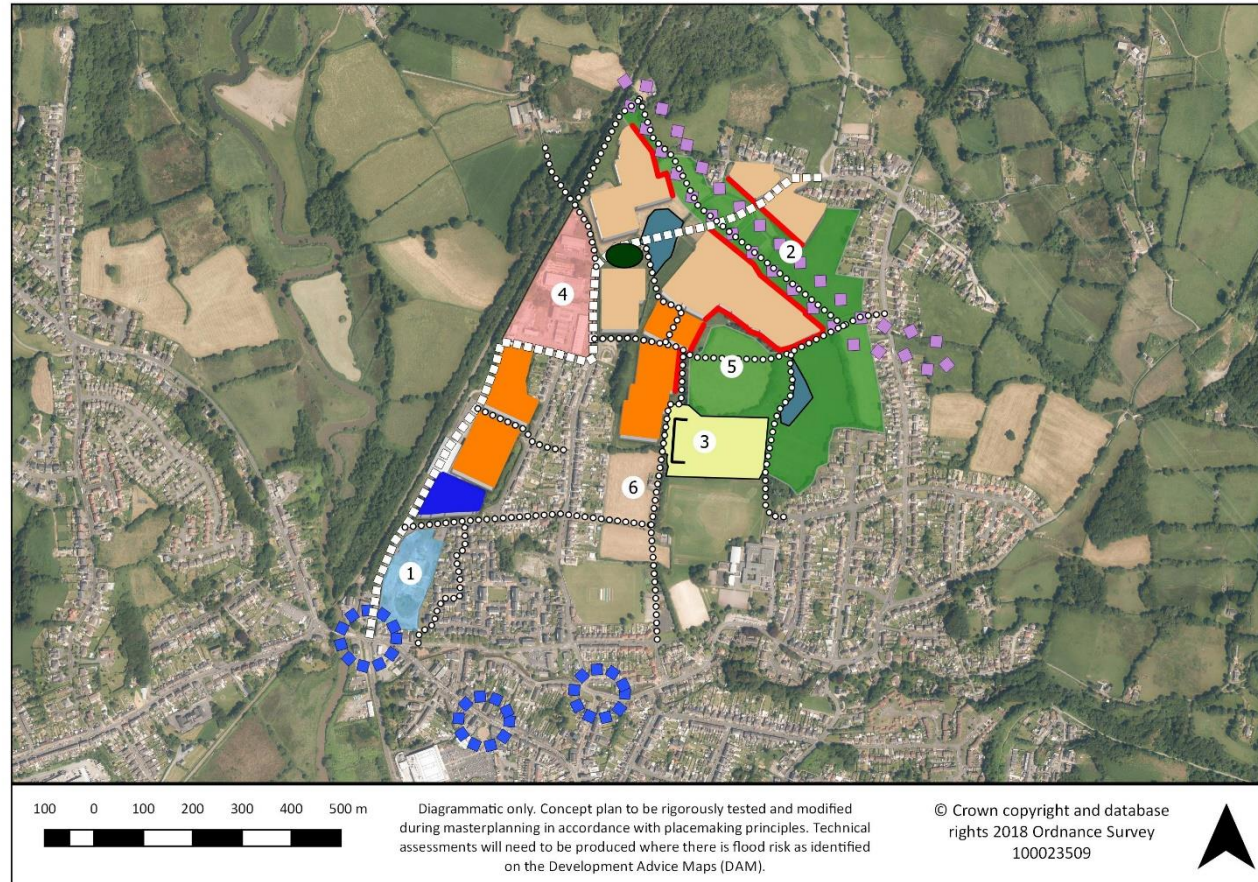 2
4
5
3
6
1
100 0 100 200 300 400 500 m
Diagrammatic only. Concept plan to be rigorously tested and modified
during masterplanning in accordance with placemaking principles. Technical
assessments will need to be produced where there is flood risk as identified
on the Development Advice Maps (DAM).
© Crown copyright and database
rights 2018 Ordnance Survey
100023509